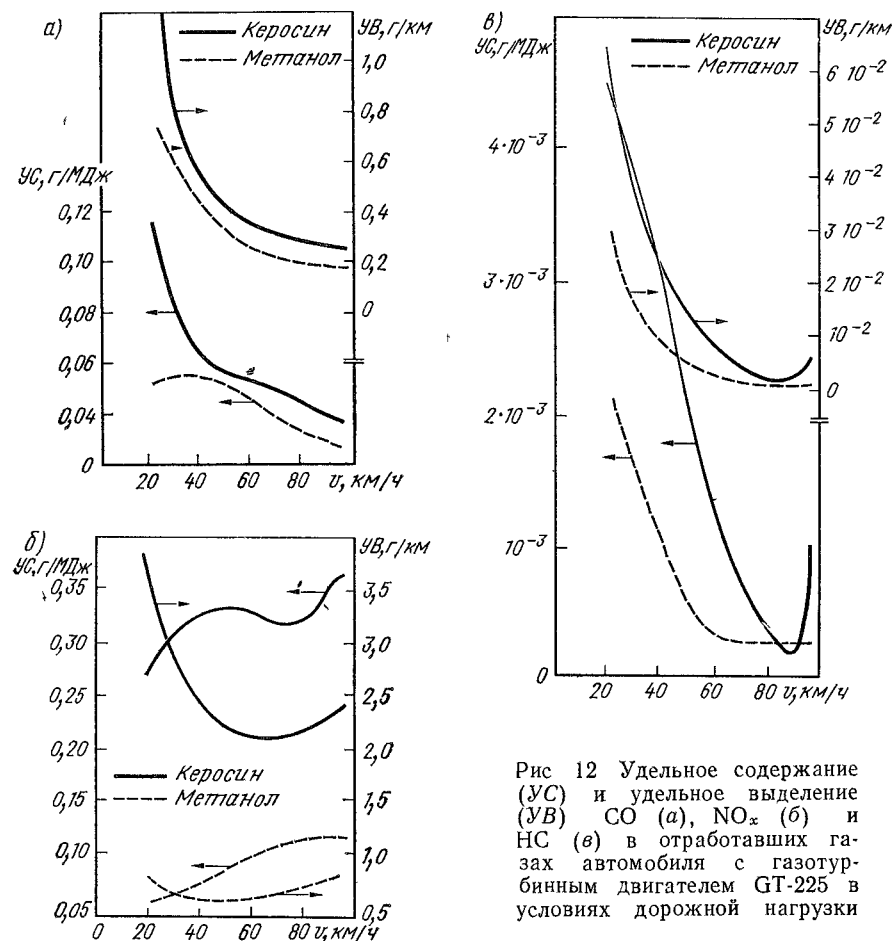 а)
Керосин
Метанол
УВ, г/км
1,0
0,8
0,6
0,4
0,2
0
УС, г/МДж
0,12
0,10
0,08
0,06
0,04
0
20 40 60 80 v, км/ч
б)
УС, г/МДж
УВ, г/км
0,35
0,30
0,25
0,20
0,15
0,10
0,05
3,5
3,0
2,5
2,0
1,5
1,0
0,5
Керосин
Метанол
0 20 40 60 80 v, км/ч
в)
УС, г/МДж
Керосин
Метанол
УВ, г/км
6 10⁻²
5 10⁻²
4 10⁻²
3 10⁻²
2 10⁻²
10⁻²
0
4·10⁻³
3·10⁻³
2·10⁻³
10⁻³
0
20 40 60 80 v, км/ч
Рис 12 Удельное содержание
(УС) и удельное выделение
(УВ) СО (а), NOₓ (б) и
НС (в) в отработавших га-
зах автомобиля с газотур-
бинным двигателем GT-225 в
условиях дорожной нагрузки